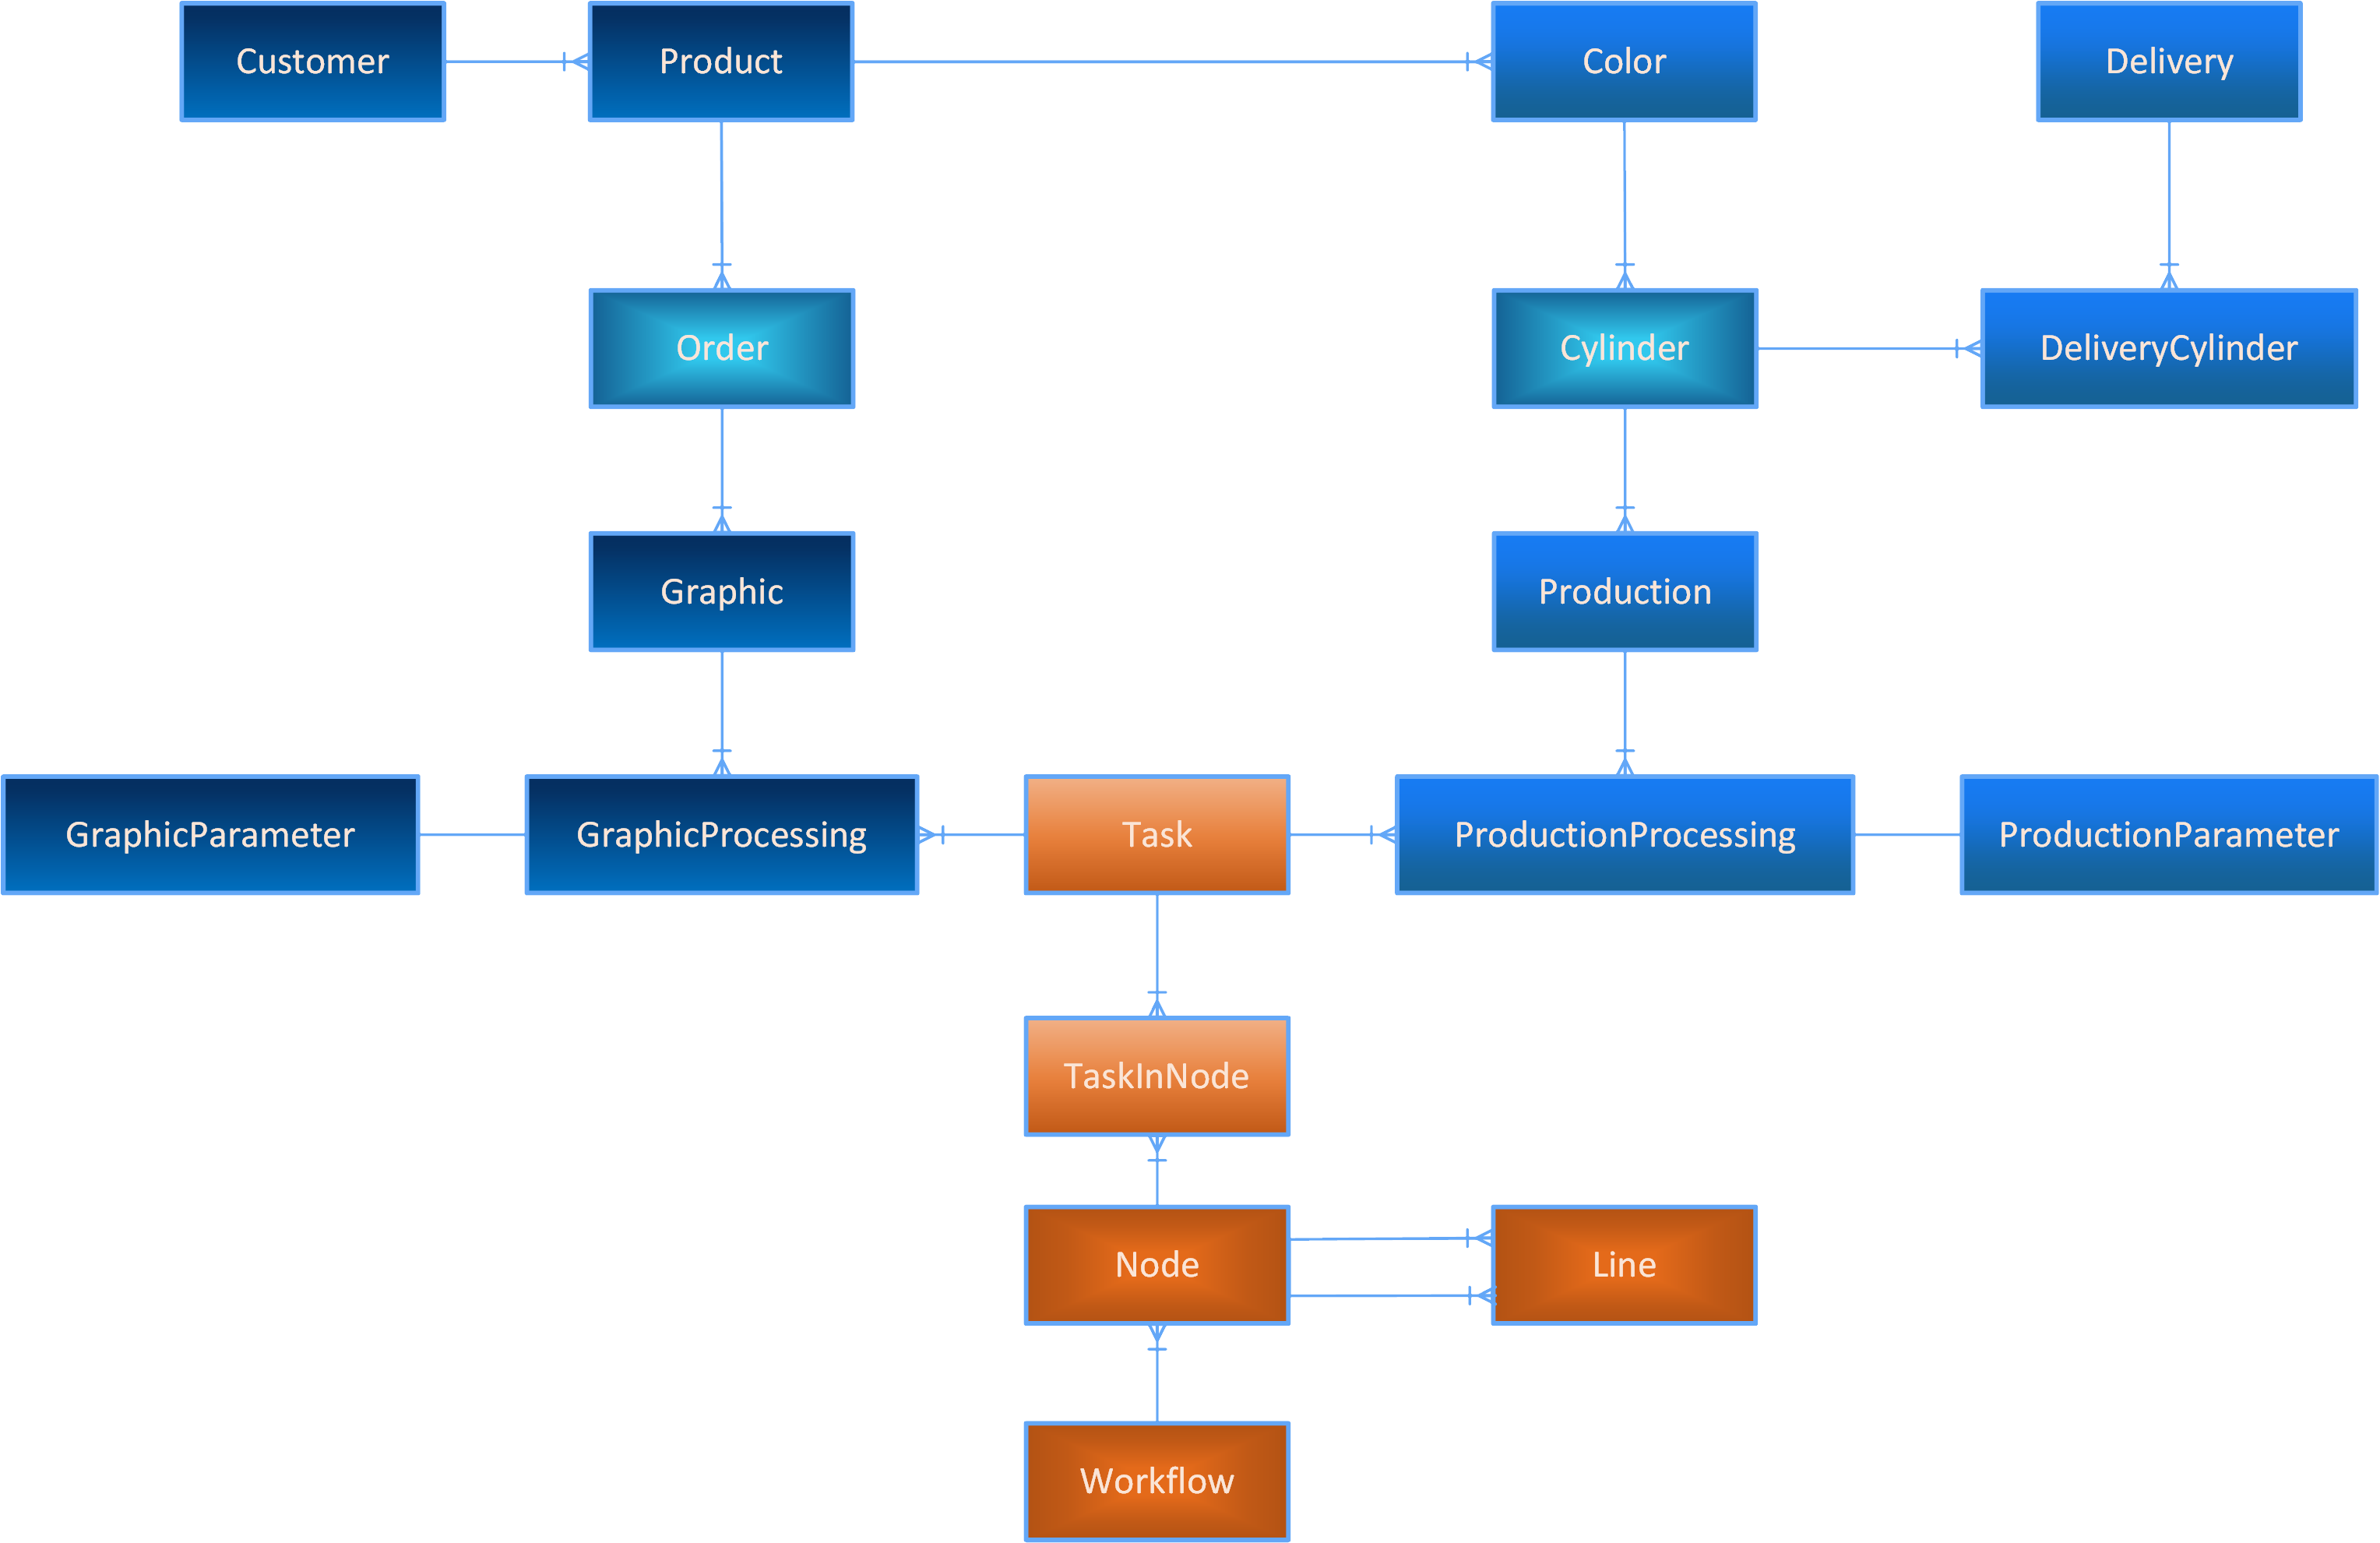 Customer
Product
Color
Delivery
Order
Cylinder
DeliveryCylinder
Graphic
Production
GraphicParameter
GraphicProcessing
Task
ProductionProcessing
ProductionParameter
TaskInNode
Node
Line
Workflow